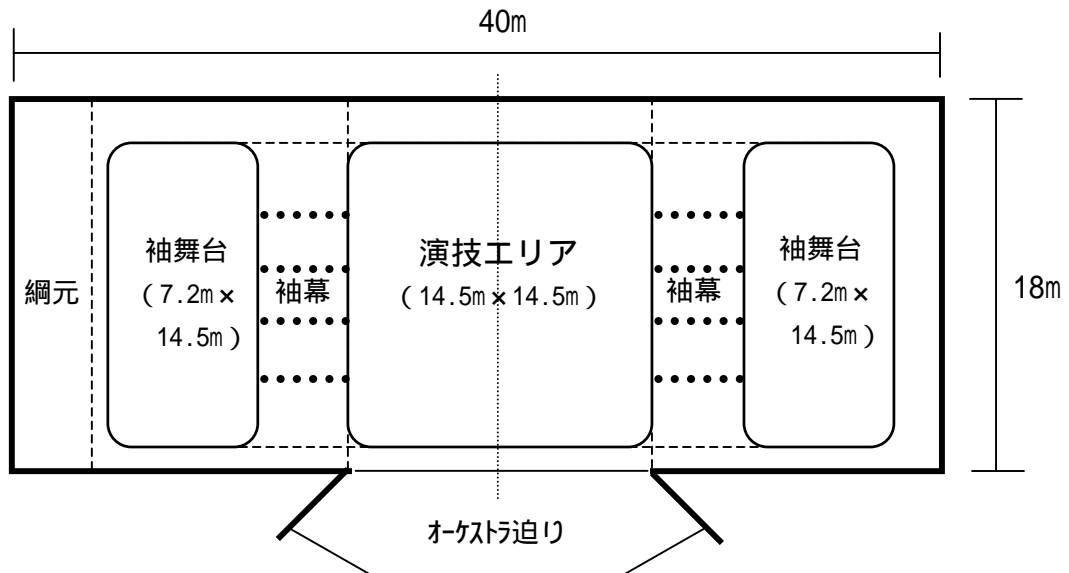 40m
袖舞台
(7.2m×
14.5m)
綱元
袖幕
演技エリア
(14.5m×14.5m)
袖幕
袖舞台
(7.2m×
14.5m)
18m
オーケストラ迫り